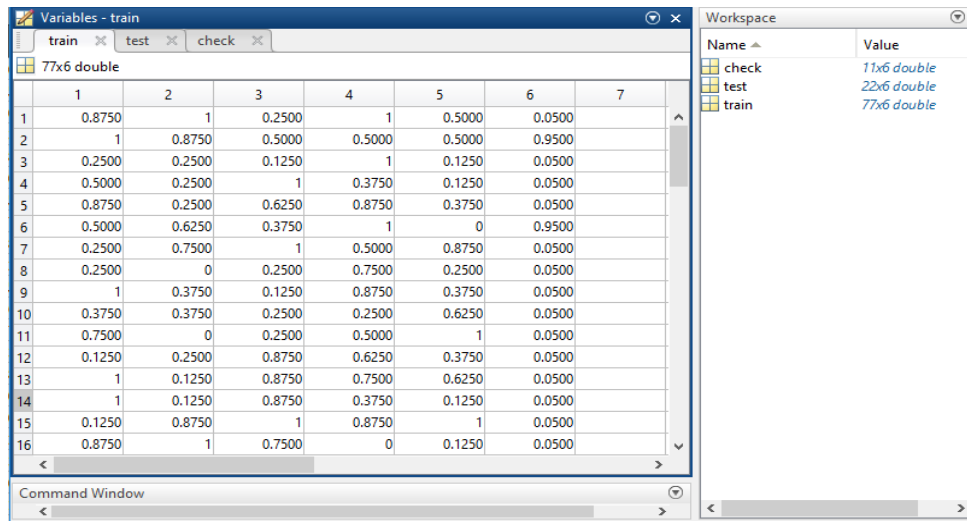 Variables - train
train test check
77x6 double
1 2 3 4 5 6 7
1 0.8750 1 0.2500 1 0.5000 0.0500
2 1 0.8750 0.5000 0.5000 0.5000 0.9500
3 0.2500 0.2500 0.1250 1 0.1250 0.0500
4 0.5000 0.2500 1 0.3750 0.1250 0.0500
5 0.8750 0.2500 0.6250 0.8750 0.3750 0.0500
6 0.5000 0.6250 0.3750 1 0 0.9500
7 0.2500 0.7500 1 0.5000 0.8750 0.0500
8 0.2500 0 0.2500 0.7500 0.2500 0.0500
9 1 0.3750 0.1250 0.8750 0.3750 0.0500
10 0.3750 0.3750 0.2500 0.2500 0.6250 0.0500
11 0.7500 0 0.2500 0.5000 1 0.0500
12 0.1250 0.2500 0.8750 0.6250 0.3750 0.0500
13 1 0.1250 0.8750 0.7500 0.6250 0.0500
14 1 0.1250 0.8750 0.3750 0.1250 0.0500
15 0.1250 0.8750 1 0.8750 1 0.0500
16 0.8750 1 0.7500 0 0.1250 0.0500
Command Window
Workspace
Name Value
check 11x6 double
test 22x6 double
train 77x6 double